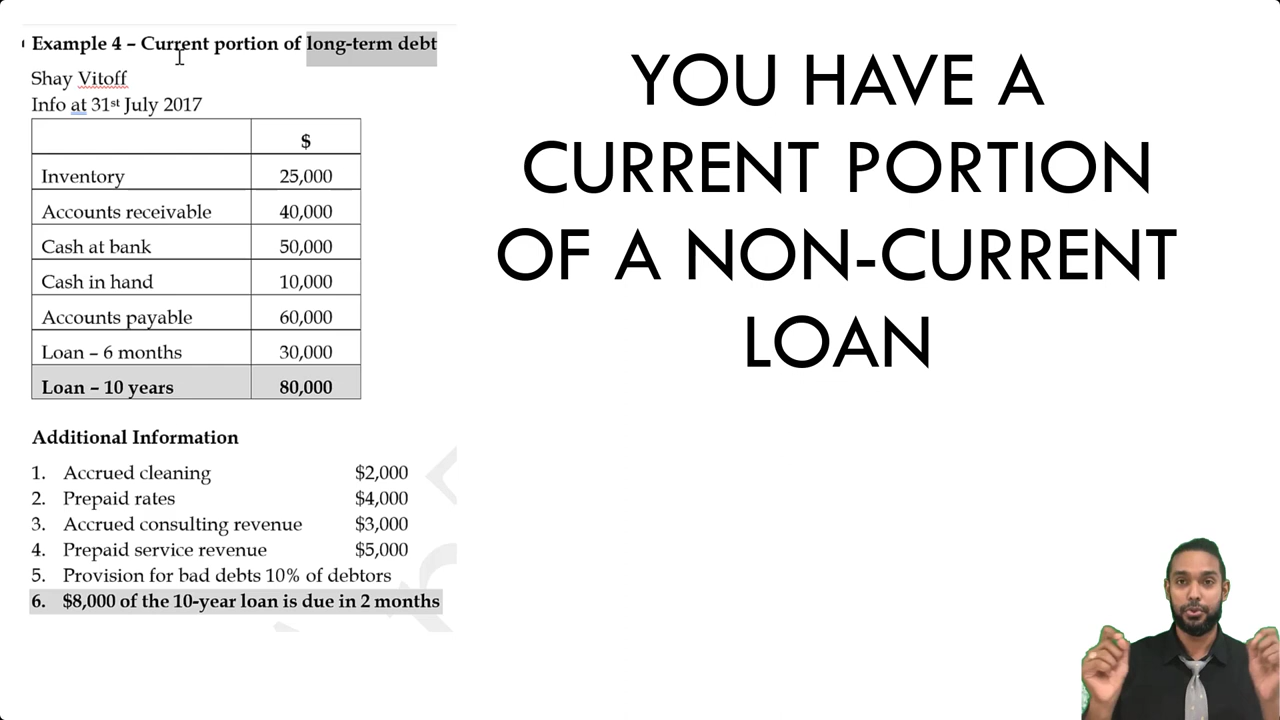 Example 4 – Current portion of long-term debt
Shay Vitoff
Info at 31st July 2017
$
Inventory 25,000
Accounts receivable 40,000
Cash at bank 50,000
Cash in hand 10,000
Accounts payable 60,000
Loan – 6 months 30,000
Loan – 10 years 80,000
Additional Information
1. Accrued cleaning $2,000
2. Prepaid rates $4,000
3. Accrued consulting revenue $3,000
4. Prepaid service revenue $5,000
5. Provision for bad debts 10% of debtors
6. $8,000 of the 10-year loan is due in 2 months
YOU HAVE A
CURRENT PORTION
OF A NON-CURRENT
LOAN